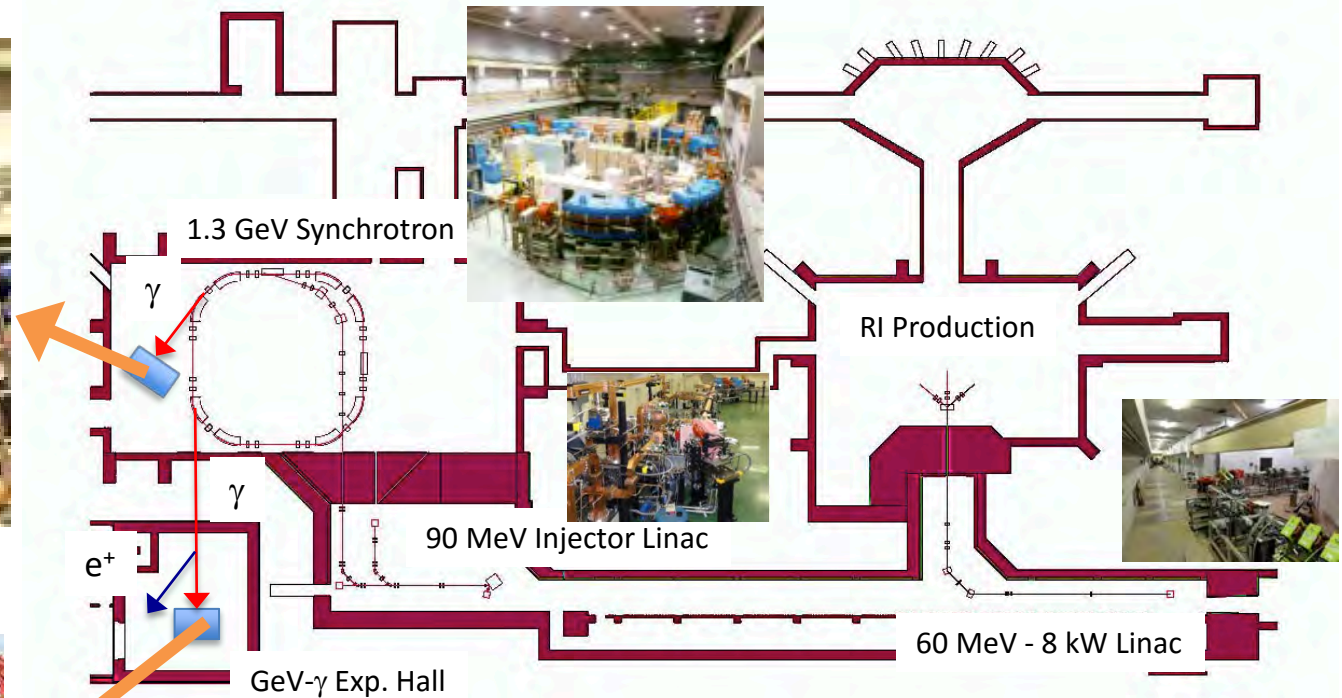 1.3 GeV Synchrotron
γ
RI Production
γ
90 MeV Injector Linac
e⁺
60 MeV - 8 kW Linac
GeV-γ Exp. Hall